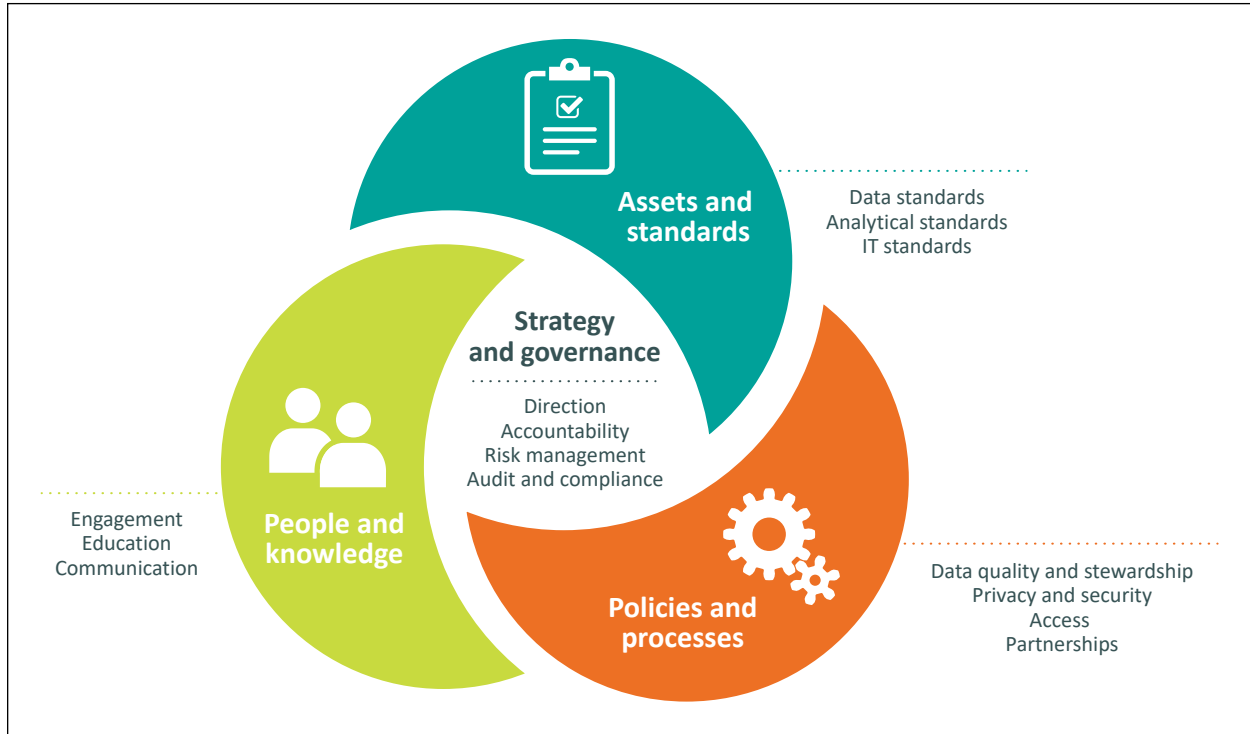 Assets and
standards
Data standards
Analytical standards
IT standards
Strategy
and governance
Direction
Accountability
Risk management
Audit and compliance
People and
knowledge
Engagement
Education
Communication
Policies and
processes
Data quality and stewardship
Privacy and security
Access
Partnerships